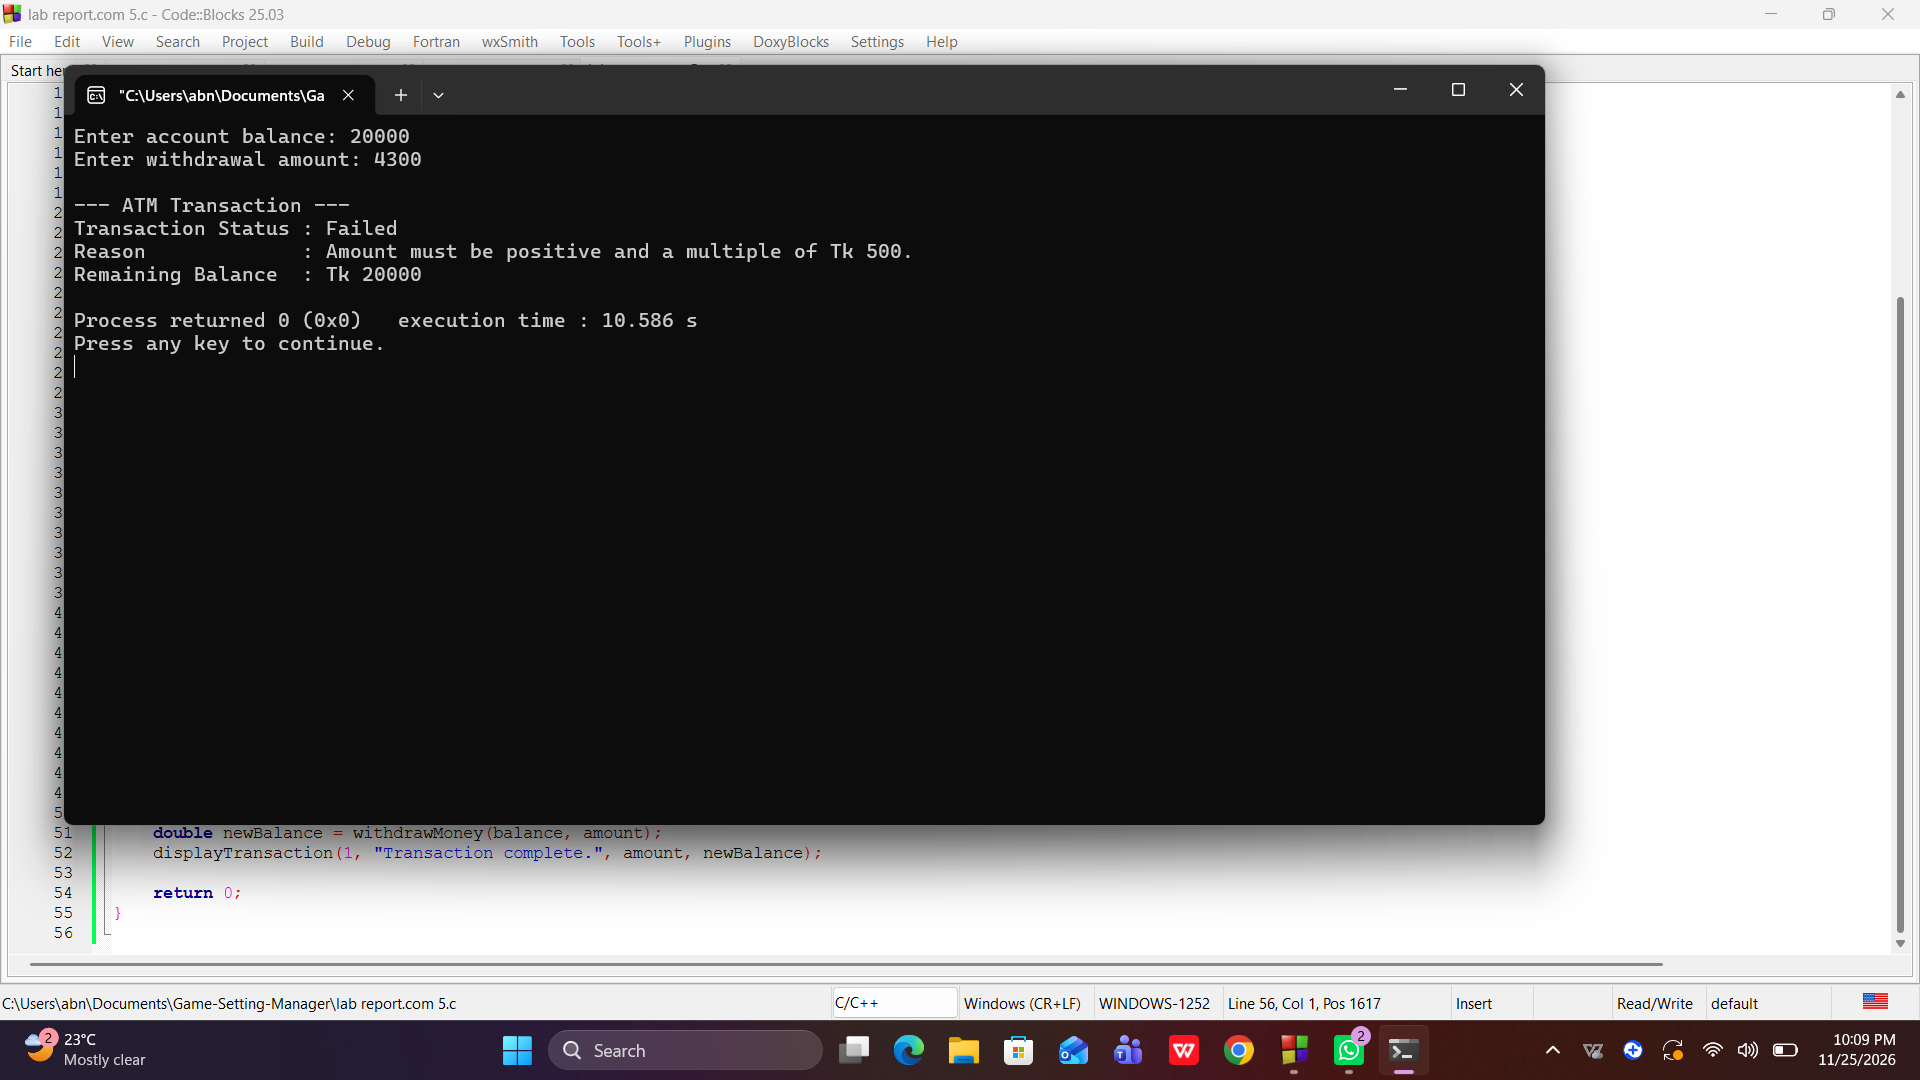 lab report.com 5.c - Code::Blocks 25.03
File Edit View Search Project Build Debug Fortran wxSmith Tools Tools+ Plugins DoxyBlocks Settings Help
Start
"C:\Users\abn\Documents\Ga
Enter account balance: 20000
Enter withdrawal amount: 4300
--- ATM Transaction ---
Transaction Status : Failed
Reason : Amount must be positive and a multiple of Tk 500.
Remaining Balance : Tk 20000
Process returned 0 (0x0) execution time : 10.586 s
Press any key to continue.
51 double newBalance = withdrawMoney(balance, amount);
52 displayTransaction(1, "Transaction complete.", amount, newBalance);
53
54 return 0;
55 }
56
C:\Users\abn\Documents\Game-Setting-Manager\lab report.com 5.c C/C++ Windows (CR+LF) WINDOWS-1252 Line 56, Col 1, Pos 1617 Insert Read/Write default
2 23°C
Mostly clear
Search
2
10:09 PM
11/25/2026